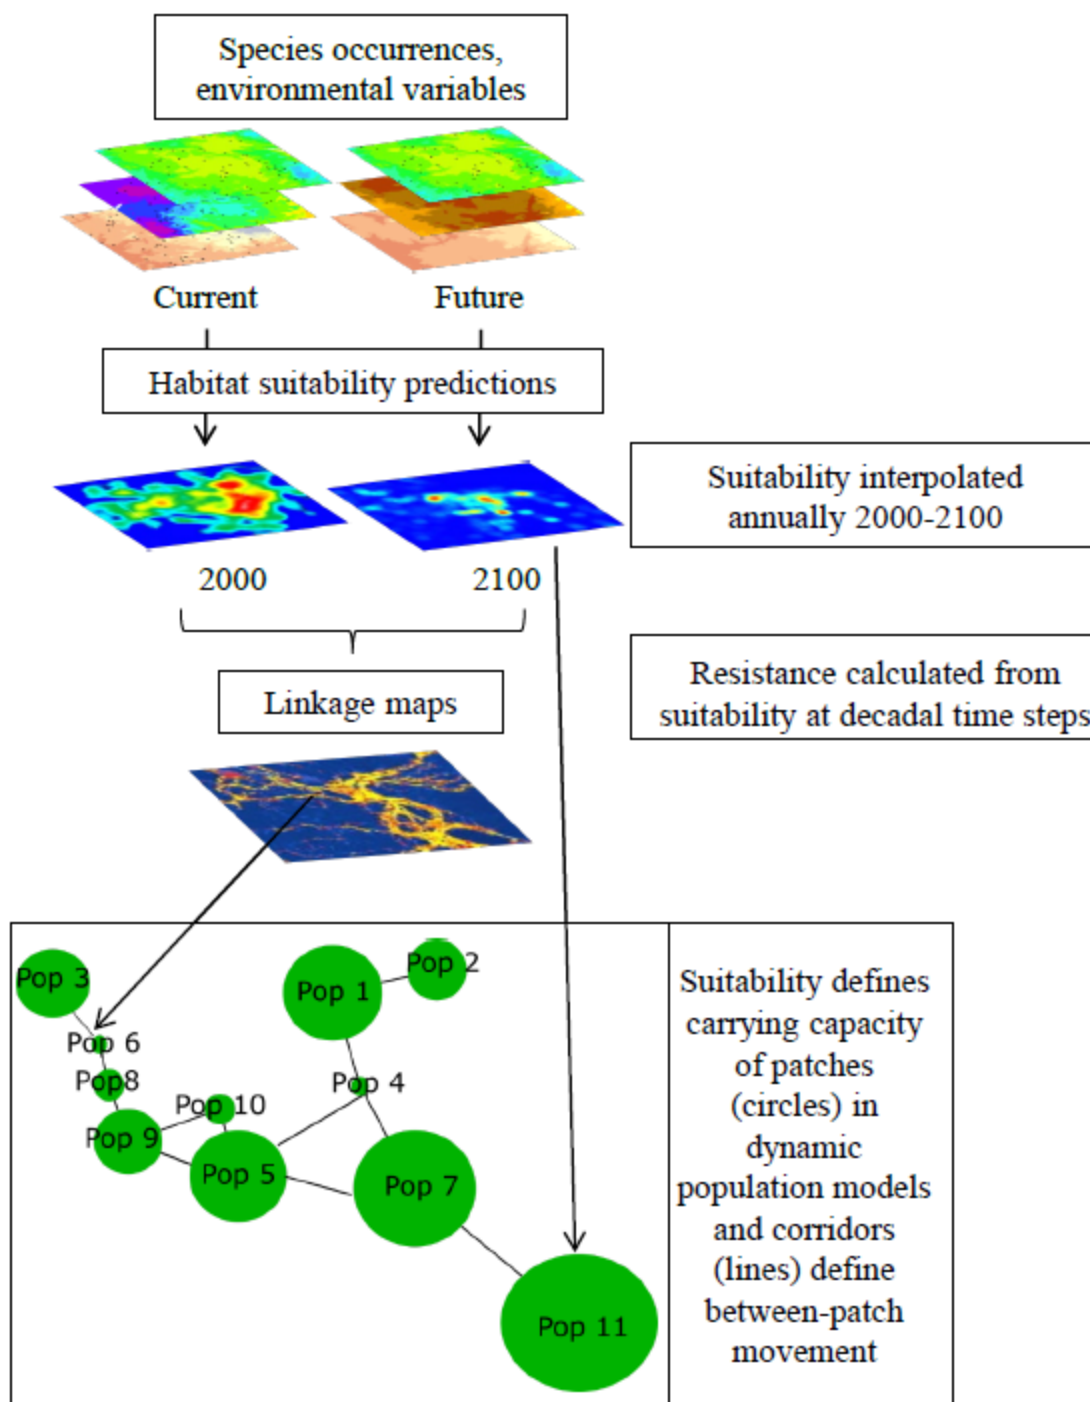 Species occurrences,
environmental variables
Current
Future
Habitat suitability predictions
Suitability interpolated
annually 2000-2100
2000
2100
Resistance calculated from
suitability at decadal time steps
Linkage maps
Pop 3
Pop 1
Pop 2
Pop 6
Pop8
Pop 4
Pop 10
Pop 9
Pop 5
Pop 7
Pop 11
Suitability defines
carrying capacity
of patches
(circles) in
dynamic
population models
and corridors
(lines) define
between-patch
movement